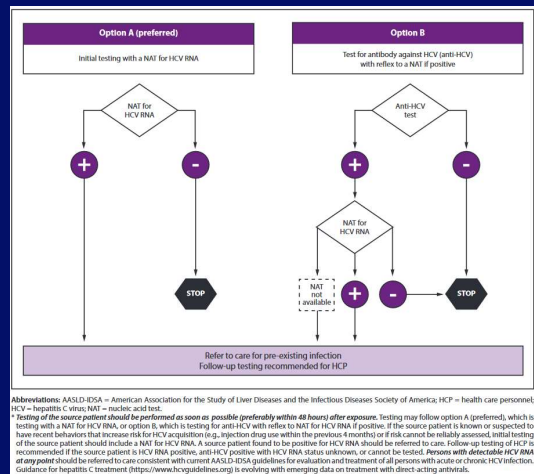 Option A (preferred)
Initial testing with a NAT for HCV RNA
NAT for
HCV RNA
+
-
STOP
Option B
Test for antibody against HCV (anti-HCV)
with reflex to a NAT if positive
Anti-HCV
test
+
-
NAT for
HCV RNA
NAT
not
available
+
-
STOP
Refer to care for pre-existing infection
Follow-up testing recommended for HCP
Abbreviations: AASLD-IDSA = American Association for the Study of Liver Diseases and the Infectious Diseases Society of America; HCP = health care personnel;
HCV = hepatitis C virus; NAT = nucleic acid test.
* Testing of the source patient should be performed as soon as possible (preferably within 48 hours) after exposure. Testing may follow option A (preferred), which is
testing with a NAT for HCV RNA, or option B, which is testing for anti-HCV with reflex to NAT for HCV RNA if positive. If the source patient is known or suspected to
have recent behaviors that increase risk for HCV acquisition (e.g., injection drug use within the previous 4 months) or if risk cannot be reliably assessed, initial testing
of the source patient should include a NAT for HCV RNA. A source patient found to be positive for HCV RNA should be referred to care. Follow-up testing of HCP is
recommended if the source patient is HCV RNA positive, anti-HCV positive with HCV RNA status unknown, or cannot be tested. Persons with detectable HCV RNA
at any point should be referred to care consistent with current AASLD-IDSA guidelines for evaluation and treatment of all persons with acute or chronic HCV infection.
Guidance for hepatitis C treatment (https://www.hcvguidelines.org) is evolving with emerging data on treatment with direct-acting antivirals.